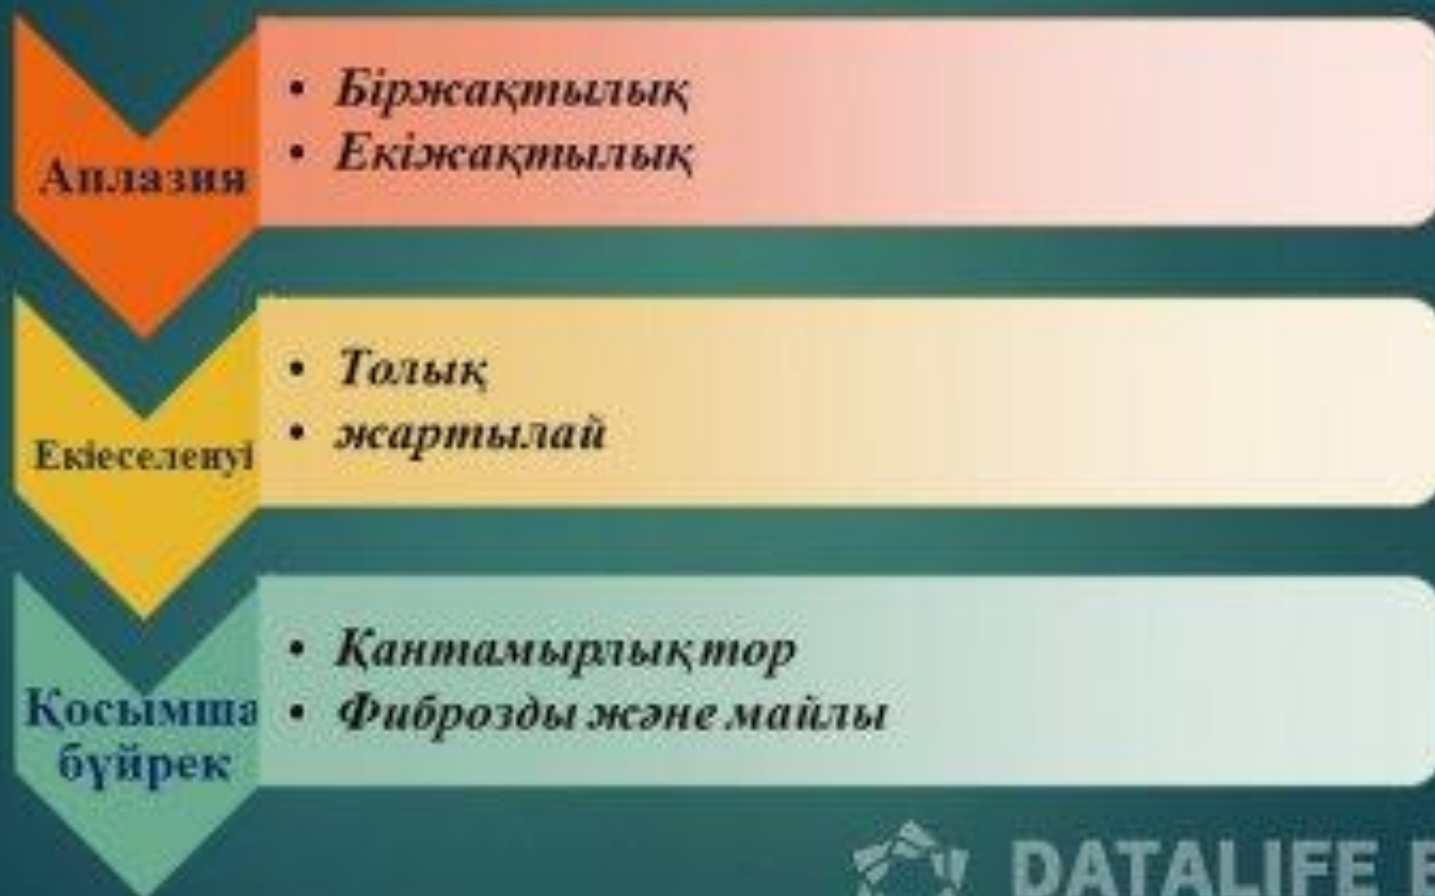 Аплазия
• Біржақтылық
• Екіжақтылық
Екіеселенуі
• Толық
• жартылай
Қосымша
бүйрек
• Қантамырлық тор
• Фиброзды және майлы
DATALIFE E